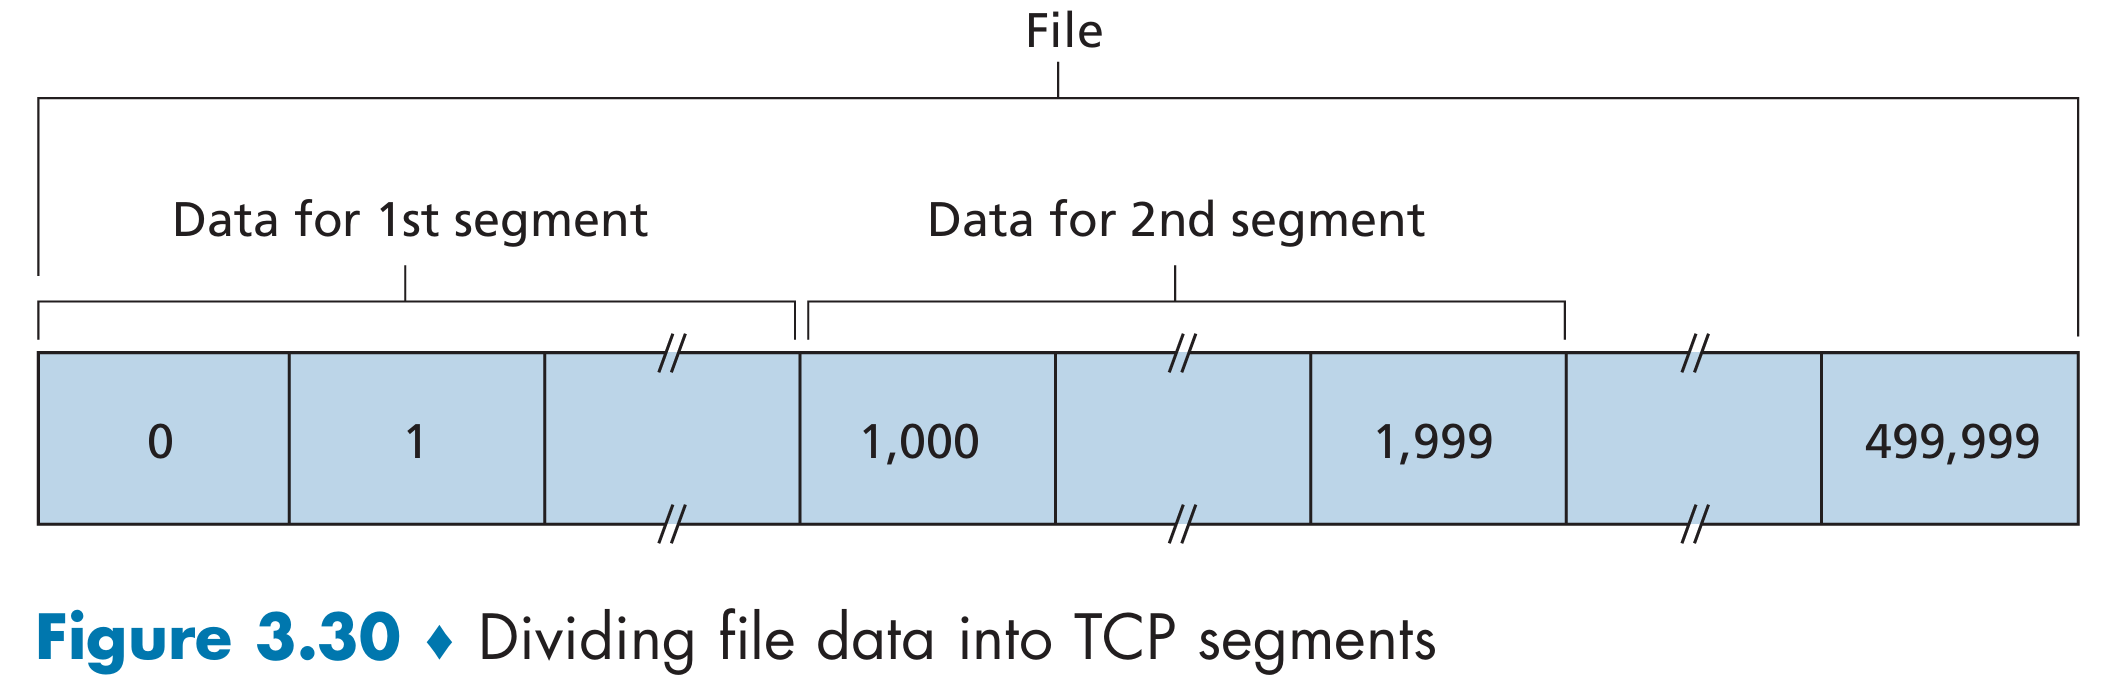 File
Data for 1st segment
Data for 2nd segment
0 1 1,000 1,999 499,999
Figure 3.30 ♦ Dividing file data into TCP segments